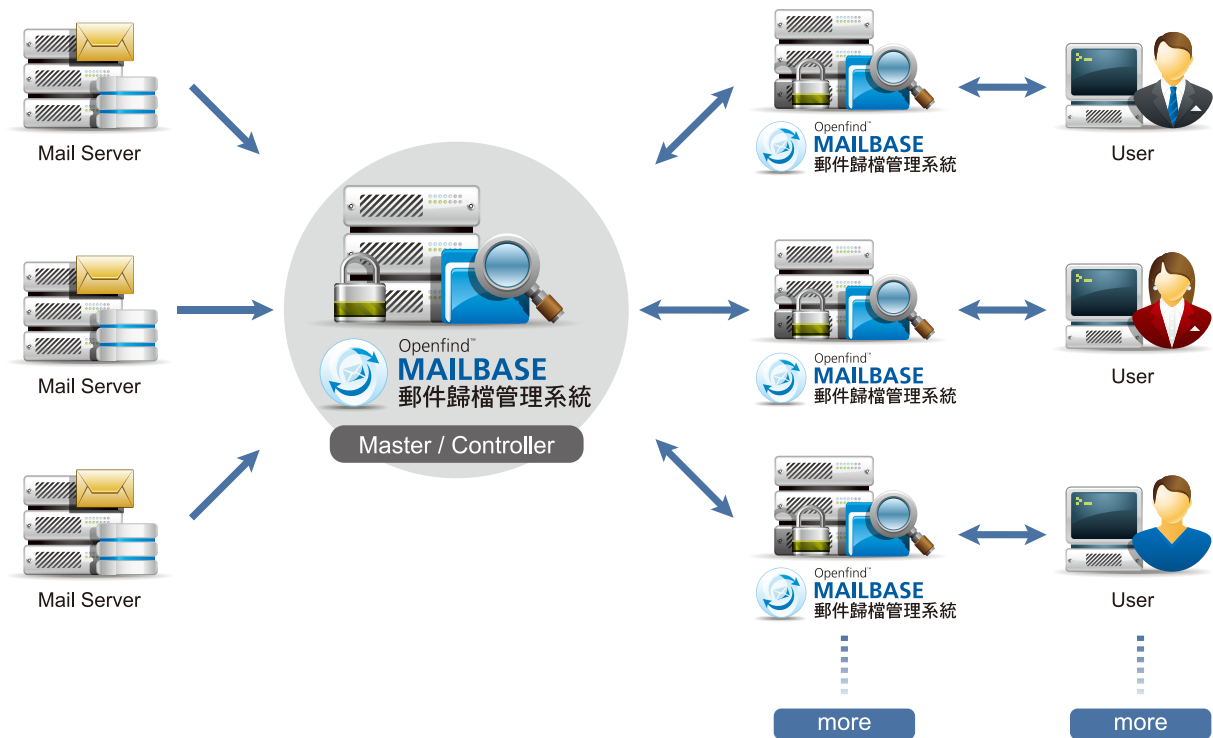 Mail Server
Mail Server
Mail Server
Openfind™
MAILBASE
郵件歸檔管理系統
Master / Controller
Openfind™
MAILBASE
郵件歸檔管理系統
User
Openfind™
MAILBASE
郵件歸檔管理系統
User
Openfind™
MAILBASE
郵件歸檔管理系統
User
more
more